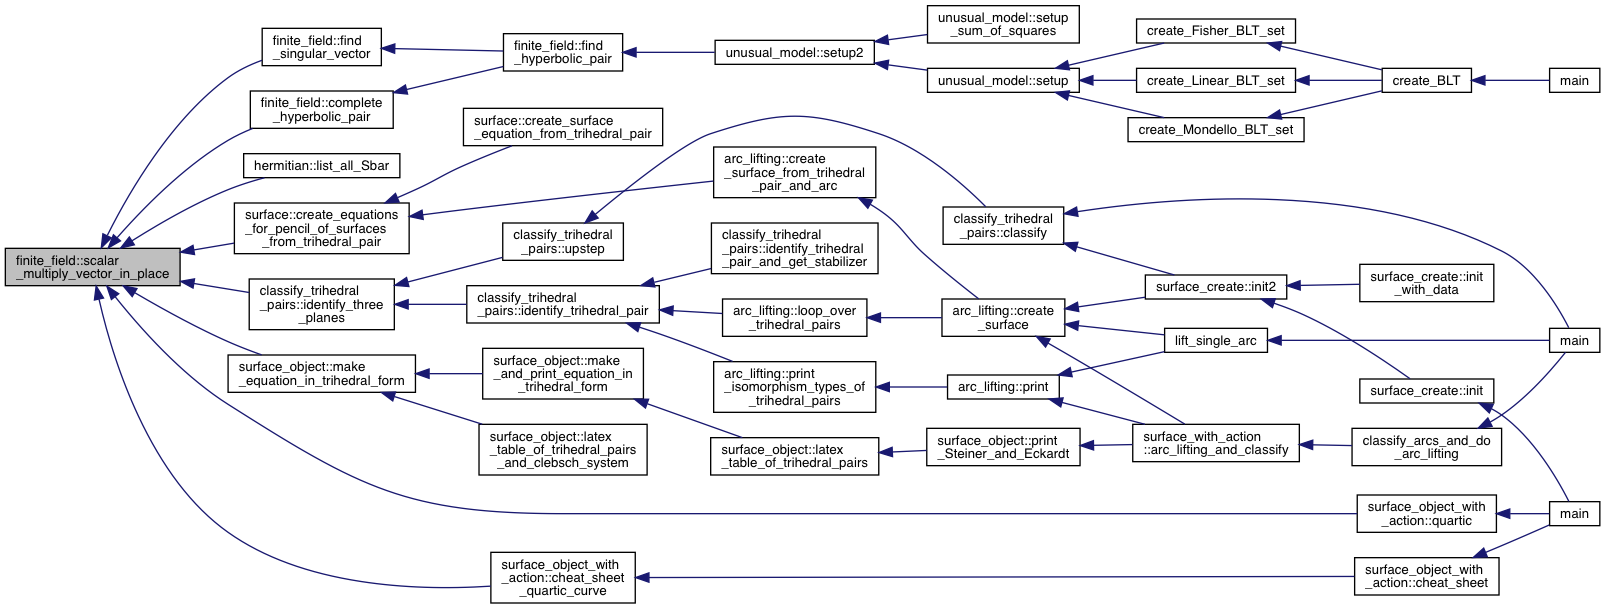 finite_field::scalar
_multiply_vector_in_place
finite_field::find
_singular_vector
finite_field::complete
_hyperbolic_pair
hermitian::list_all_Sbar
surface::create_equations
_for_pencil_of_surfaces
_from_trihedral_pair
classify_trihedral
_pairs::identify_three
_planes
surface_object::make
_equation_in_trihedral_form
finite_field::find
_hyperbolic_pair
surface::create_surface
_equation_from_trihedral_pair
classify_trihedral
_pairs::upstep
classify_trihedral
_pairs::identify_trihedral_pair
surface_object::make
_and_print_equation_in
_trihedral_form
surface_object::latex
_table_of_trihedral_pairs
_and_clebsch_system
surface_object_with
_action::cheat_sheet
_quartic_curve
unusual_model::setup2
arc_lifting::create
_surface_from_trihedral
_pair_and_arc
classify_trihedral
_pairs::identify_trihedral
_pair_and_get_stabilizer
arc_lifting::loop_over
_trihedral_pairs
arc_lifting::print
_isomorphism_types_of
_trihedral_pairs
surface_object::latex
_table_of_trihedral_pairs
unusual_model::setup
_sum_of_squares
unusual_model::setup
classify_trihedral
_pairs::classify
arc_lifting::create
_surface
arc_lifting::print
surface_object::print
_Steiner_and_Eckardt
create_Fisher_BLT_set
create_Linear_BLT_set
create_Mondello_BLT_set
surface_create::init2
lift_single_arc
surface_with_action
::arc_lifting_and_classify
create_BLT
surface_create::init
_with_data
surface_create::init
classify_arcs_and_do
_arc_lifting
surface_object_with
_action::quartic
surface_object_with
_action::cheat_sheet
main
main
main